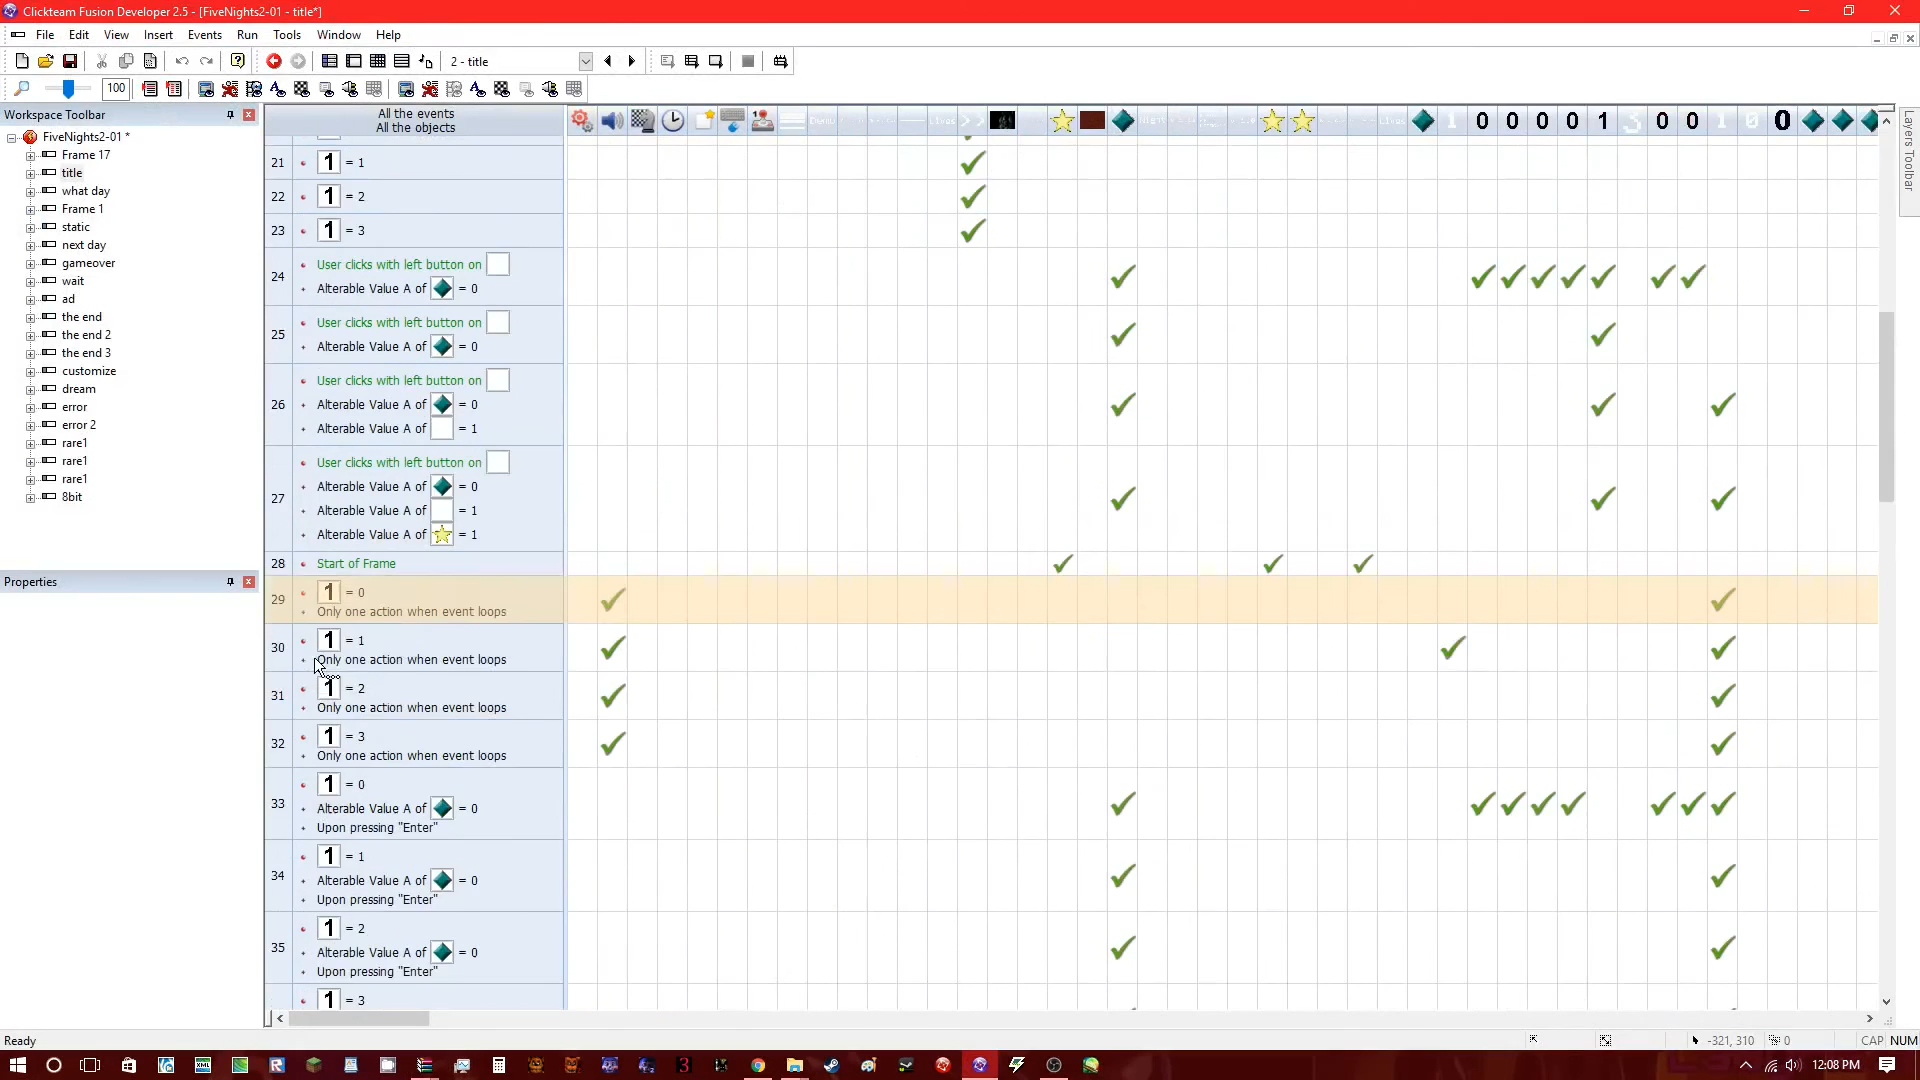 Clickteam Fusion Developer 2.5 - [FiveNights2-01 - title*]
File Edit View Insert Events Run Tools Window Help
2 - title
100
Workspace Toolbar
FiveNights2-01 *
Frame 17
title
what day
Frame 1
static
next day
gameover
wait
ad
the end
the end 2
the end 3
customize
dream
error
error 2
rare1
rare1
rare1
8bit
Properties
All the events
All the objects
1 0 0 0 0 1 3 0 0 1 0 0
21 1 = 1
22 1 = 2
23 1 = 3
24 User clicks with left button on
Alterable Value A of = 0
25 User clicks with left button on
Alterable Value A of = 0
26 User clicks with left button on
Alterable Value A of = 0
Alterable Value A of = 1
27 User clicks with left button on
Alterable Value A of = 0
Alterable Value A of = 1
Alterable Value A of = 1
28 Start of Frame
29 1 = 0
Only one action when event loops
30 1 = 1
Only one action when event loops
31 1 = 2
Only one action when event loops
32 1 = 3
Only one action when event loops
33 1 = 0
Alterable Value A of = 0
Upon pressing "Enter"
34 1 = 1
Alterable Value A of = 0
Upon pressing "Enter"
35 1 = 2
Alterable Value A of = 0
Upon pressing "Enter"
1 = 3
Layers Toolbar
Ready
-321, 310
0
CAP NUM
12:08 PM